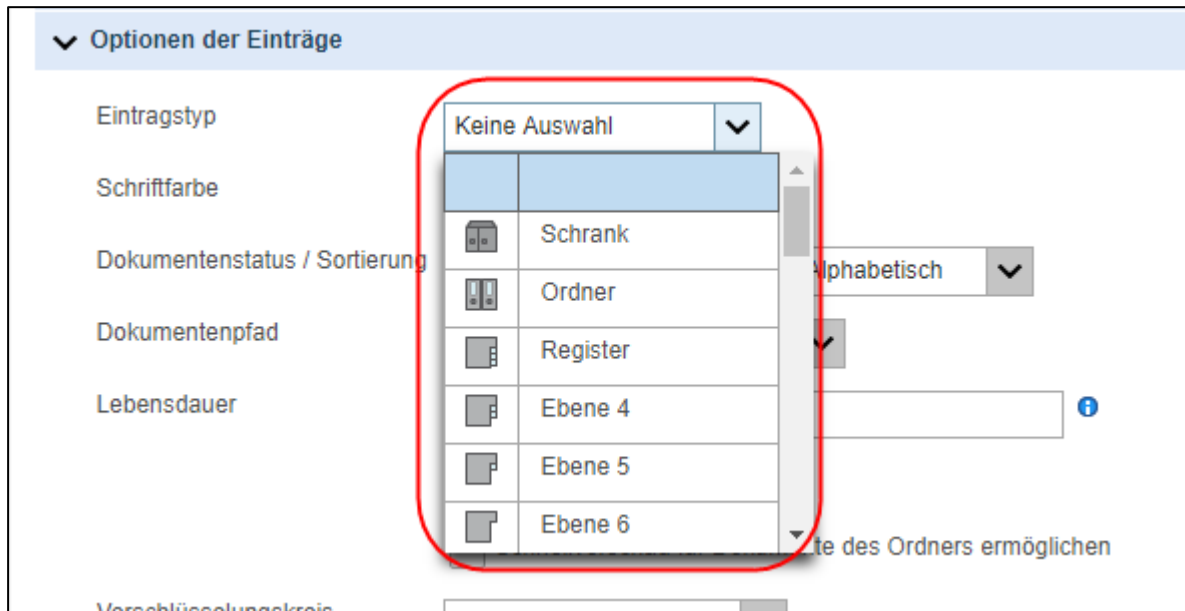 Optionen der Einträge
Eintragstyp
Keine Auswahl
Schriftfarbe
Schrank
Dokumentenstatus / Sortierung
Alphabetisch
Ordner
Dokumentenpfad
Register
Lebensdauer
Ebene 4
Ebene 5
Ebene 6
des Ordners ermöglichen